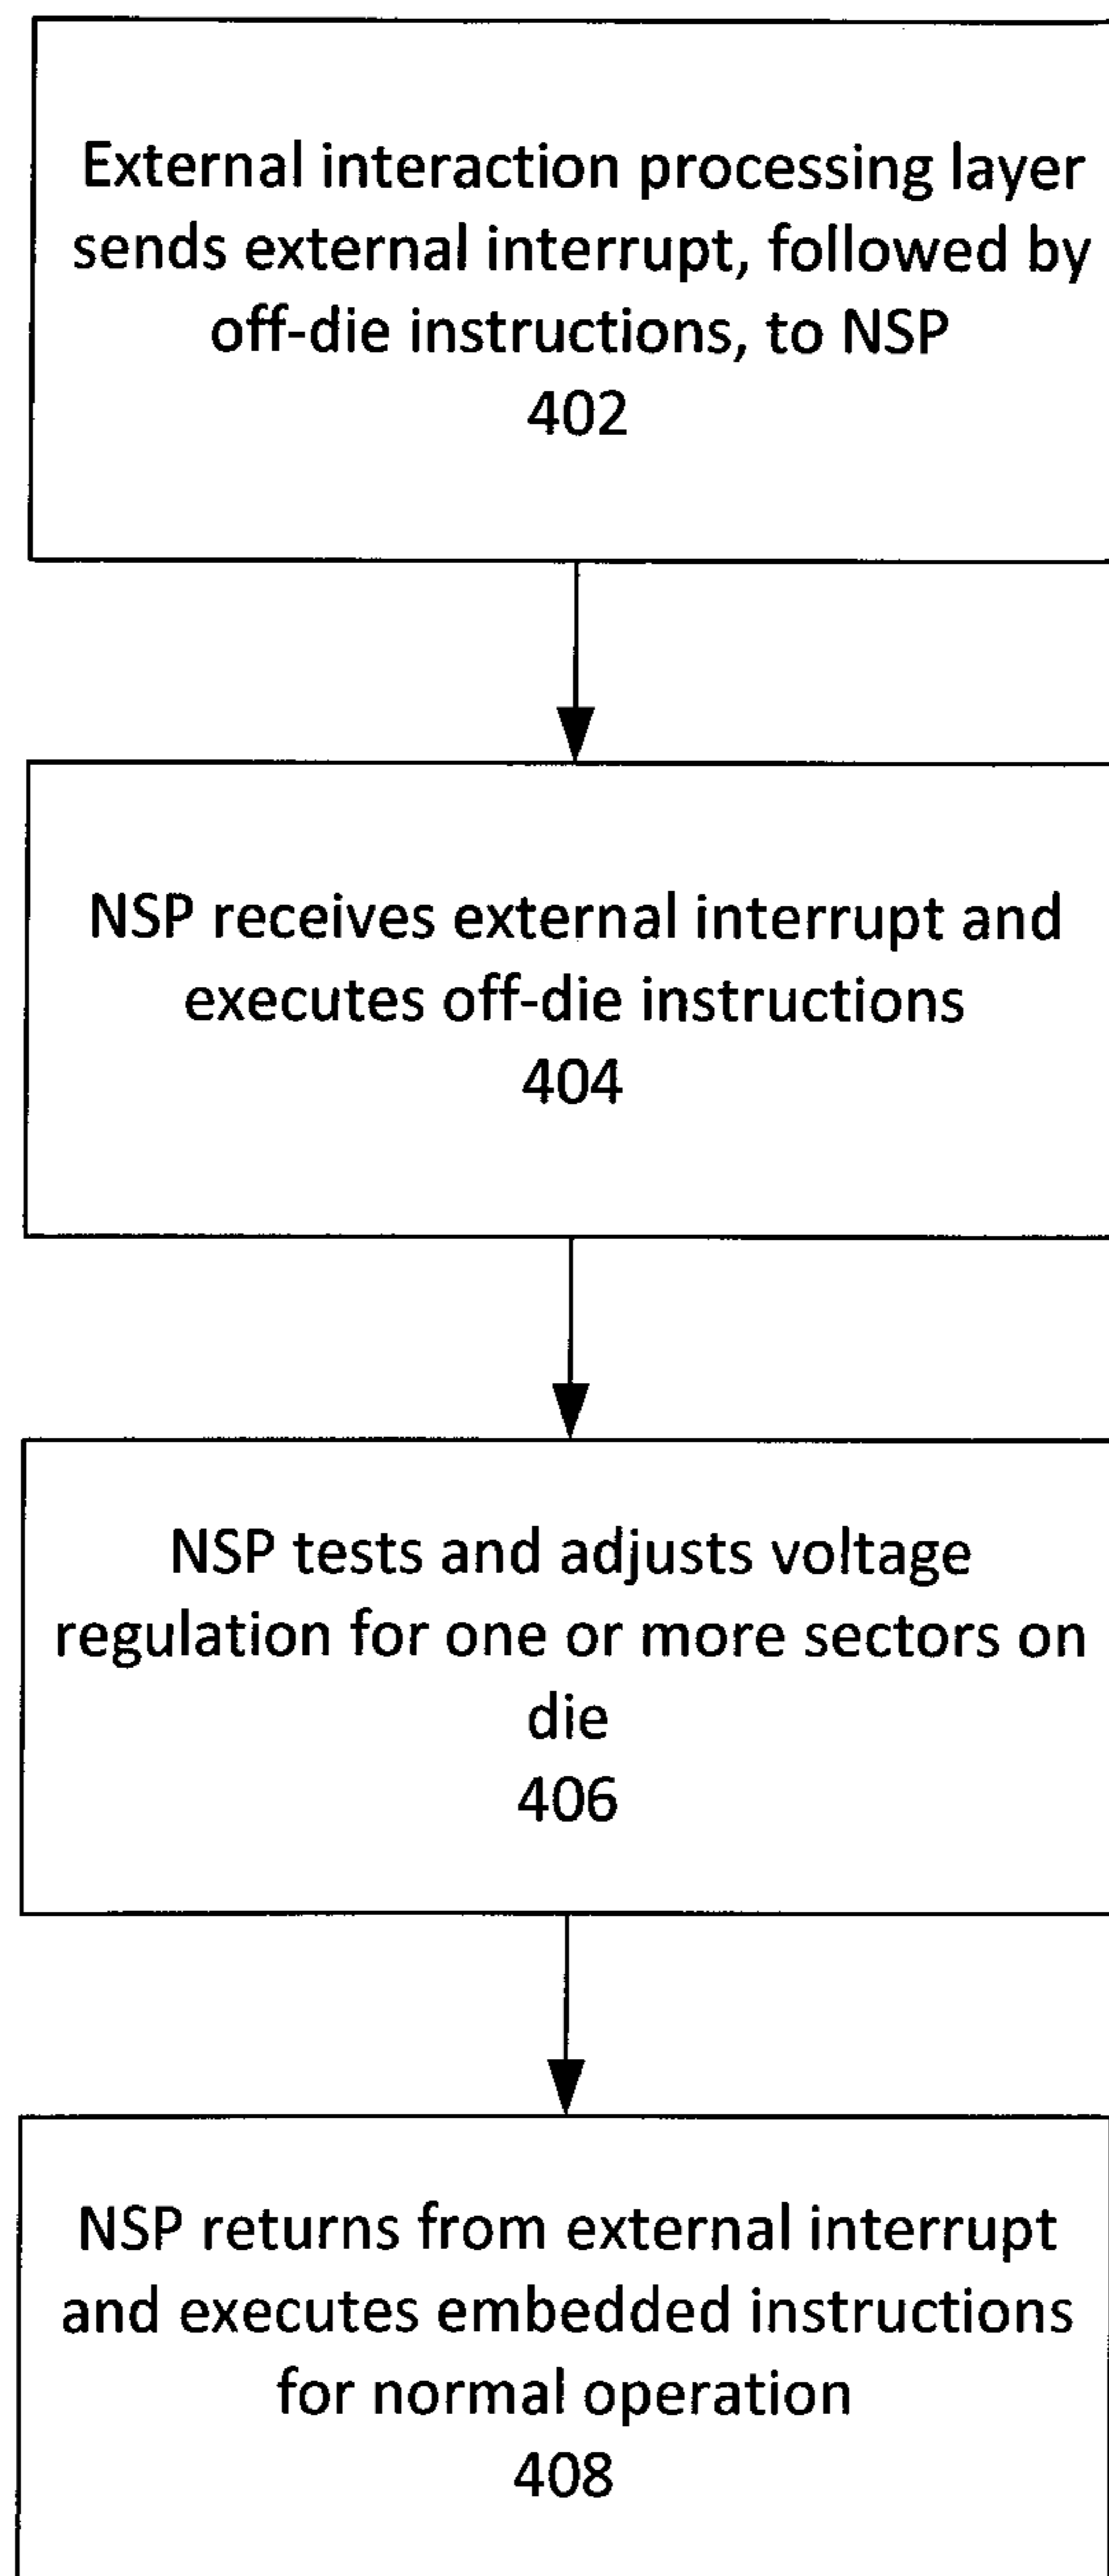 External interaction processing layer
sends external interrupt, followed by
off-die instructions, to NSP
402
NSP receives external interrupt and
executes off-die instructions
404
NSP tests and adjusts voltage
regulation for one or more sectors on
die
406
NSP returns from external interrupt
and executes embedded instructions
for normal operation
408